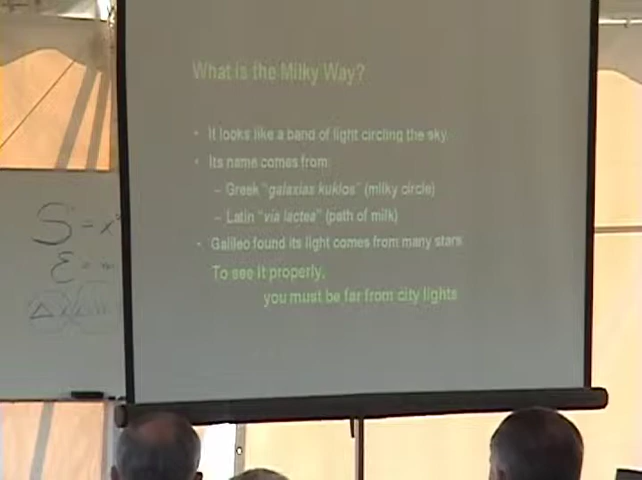 What is the Milky Way?
• It looks like a band of light circling the sky.
• Its name comes from:
– Greek "galaxias kuklos" (milky circle)
– Latin "via lactea" (path of milk)
• Galileo found its light comes from many stars
To see it properly,
you must be far from city lights